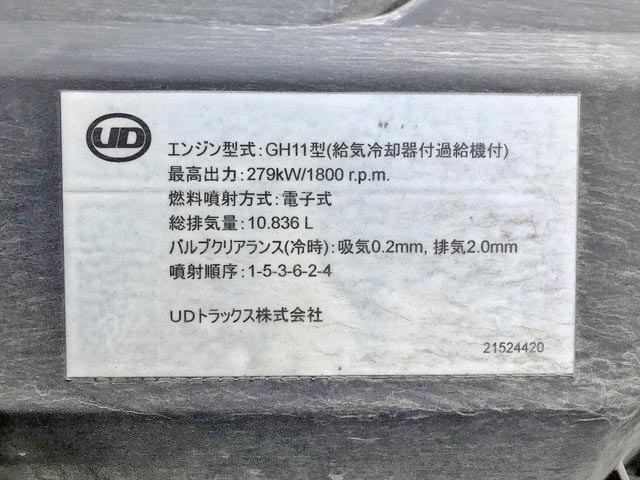 UD
エンジン型式:GH11型(給気冷却器付過給機付)
最高出力:279kW/1800 r.p.m.
燃料噴射方式:電子式
総排気量:10.836 L
バルブクリアランス(冷時):吸気0.2mm, 排気2.0mm
噴射順序:1-5-3-6-2-4
UDトラックス株式会社
21524420